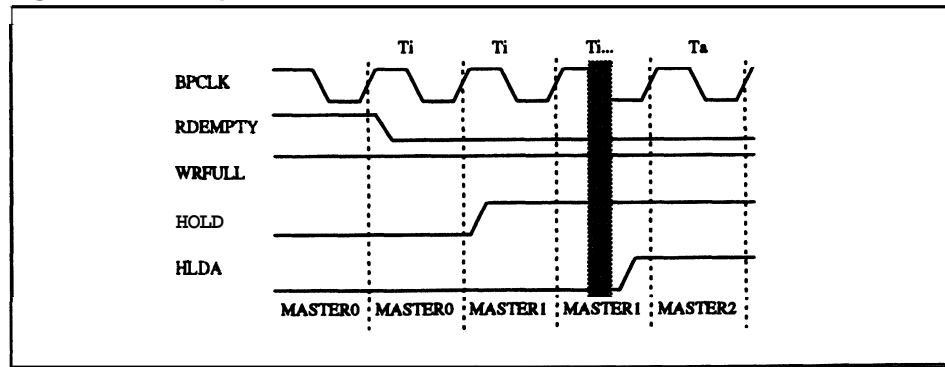 Ti Ti Ti... Ta
BPCLK
RDEMPTY
WRFULL
HOLD
HLDA
MASTER0 MASTER0 MASTER1 MASTER1 MASTER2